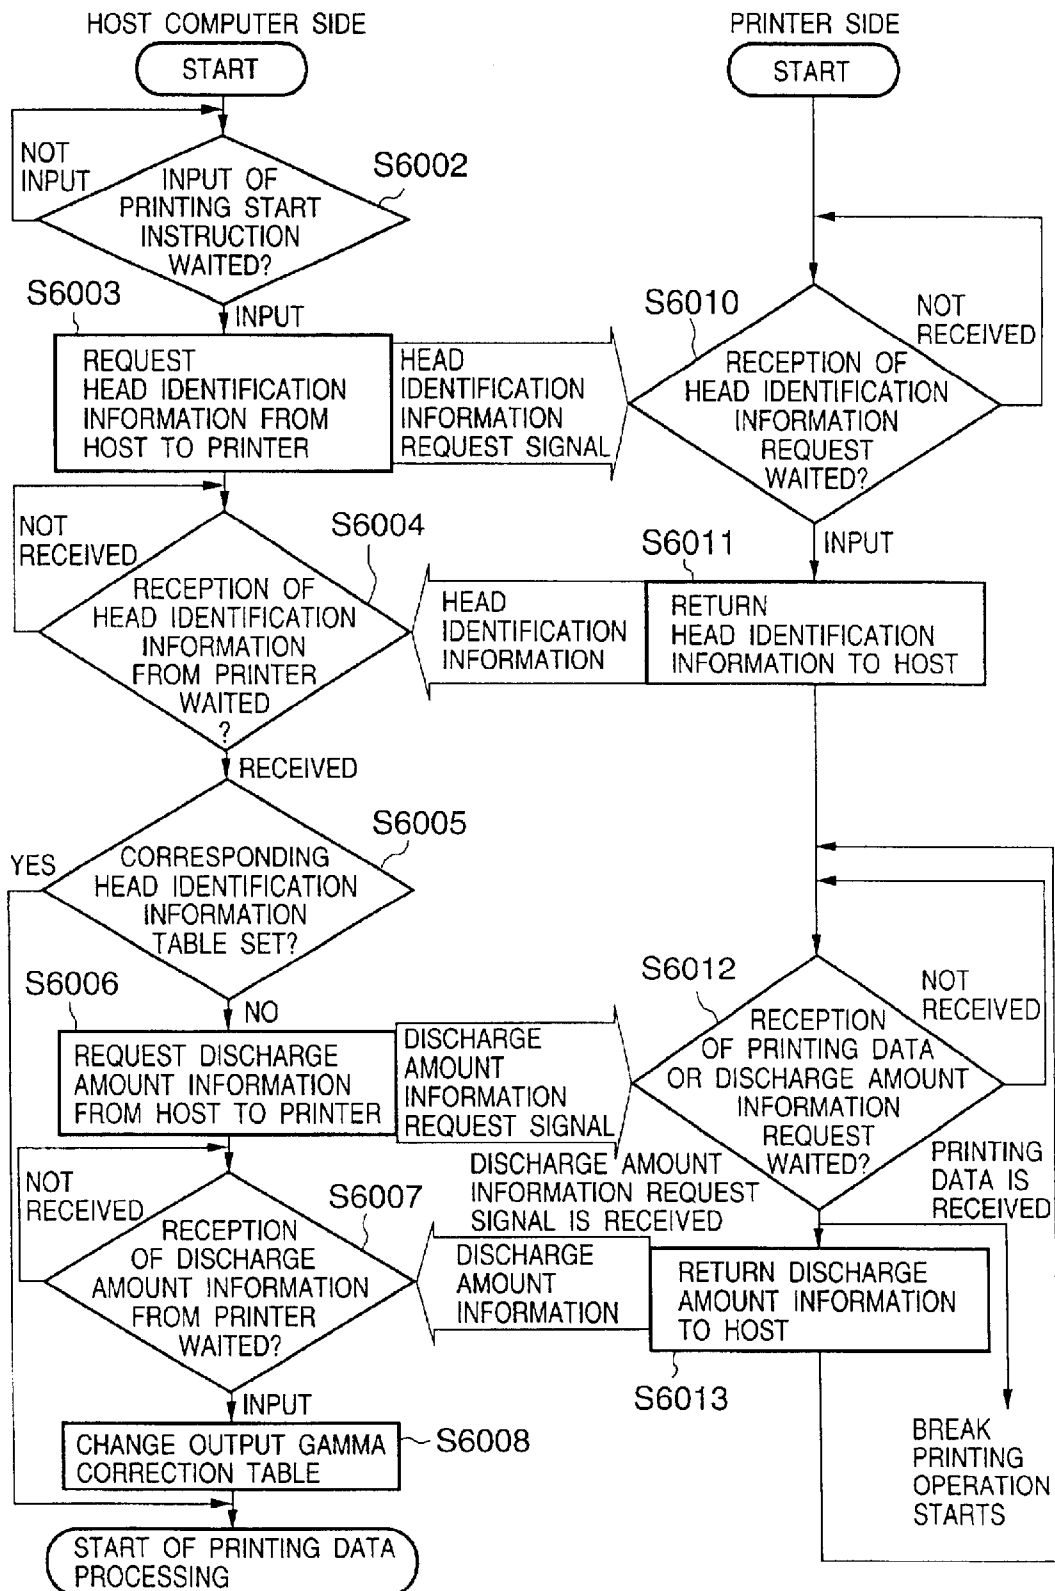 HOST COMPUTER SIDE
PRINTER SIDE
START
START
NOT
INPUT
S6002
INPUT OF
PRINTING START
INSTRUCTION
WAITED?
S6003
INPUT
S6010
NOT
RECEIVED
REQUEST
HEAD IDENTIFICATION
INFORMATION FROM
HOST TO PRINTER
HEAD
IDENTIFICATION
INFORMATION
REQUEST SIGNAL
RECEPTION OF
HEAD IDENTIFICATION
INFORMATION
REQUEST
WAITED?
NOT
RECEIVED
S6004
S6011
INPUT
RECEPTION OF
HEAD IDENTIFICATION
INFORMATION
FROM PRINTER
WAITED
?
HEAD
IDENTIFICATION
INFORMATION
RETURN
HEAD IDENTIFICATION
INFORMATION TO HOST
RECEIVED
S6005
YES
CORRESPONDING
HEAD IDENTIFICATION
INFORMATION
TABLE SET?
S6006
NO
S6012
NOT
RECEIVED
REQUEST DISCHARGE
AMOUNT INFORMATION
FROM HOST TO PRINTER
DISCHARGE
AMOUNT
INFORMATION
REQUEST SIGNAL
RECEPTION
OF PRINTING DATA
OR DISCHARGE AMOUNT
INFORMATION
REQUEST
WAITED?
PRINTING
DATA IS
RECEIVED
NOT
RECEIVED
S6007
DISCHARGE AMOUNT
INFORMATION REQUEST
SIGNAL IS RECEIVED
RECEPTION
OF DISCHARGE
AMOUNT INFORMATION
FROM PRINTER
WAITED?
DISCHARGE
AMOUNT
INFORMATION
RETURN DISCHARGE
AMOUNT INFORMATION
TO HOST
S6013
INPUT
CHANGE OUTPUT GAMMA
CORRECTION TABLE
S6008
BREAK
PRINTING
OPERATION
STARTS
START OF PRINTING DATA
PROCESSING